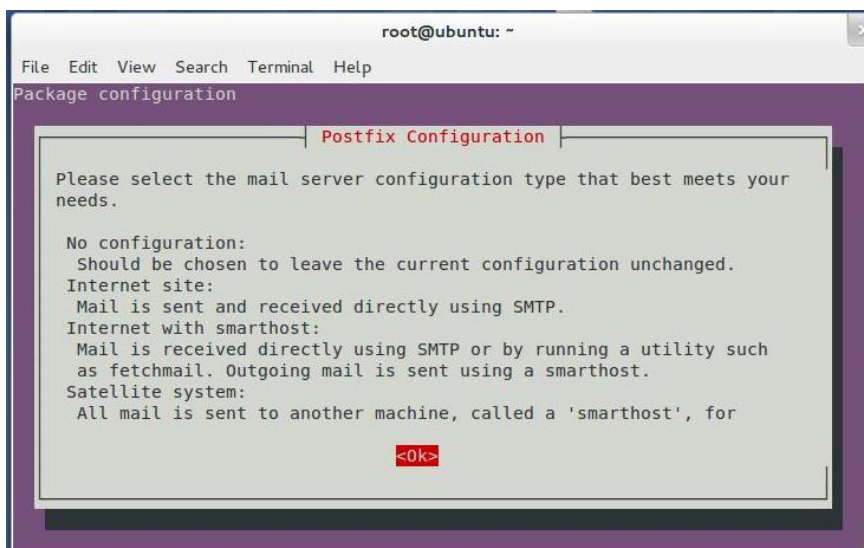 root@ubuntu: ~
File Edit View Search Terminal Help
Package configuration
Postfix Configuration
Please select the mail server configuration type that best meets your
needs.
No configuration:
Should be chosen to leave the current configuration unchanged.
Internet site:
Mail is sent and received directly using SMTP.
Internet with smarthost:
Mail is received directly using SMTP or by running a utility such
as fetchmail. Outgoing mail is sent using a smarthost.
Satellite system:
All mail is sent to another machine, called a 'smarthost', for
<Ok>